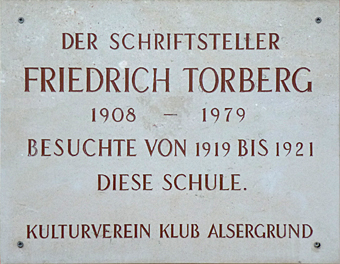 DER SCHRIFTSTELLER
FRIEDRICH TORBERG
1908 – 1979
BESUCHTE VON 1919 BIS 1921
DIESE SCHULE.
KULTURVEREIN KLUB ALSERGRUND